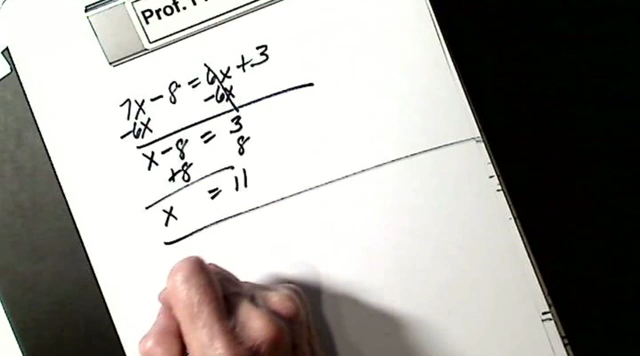 Prof.
7x - 8 = 6x + 3
-6x -6x
x - 8 = 3
+8 8
x = 11